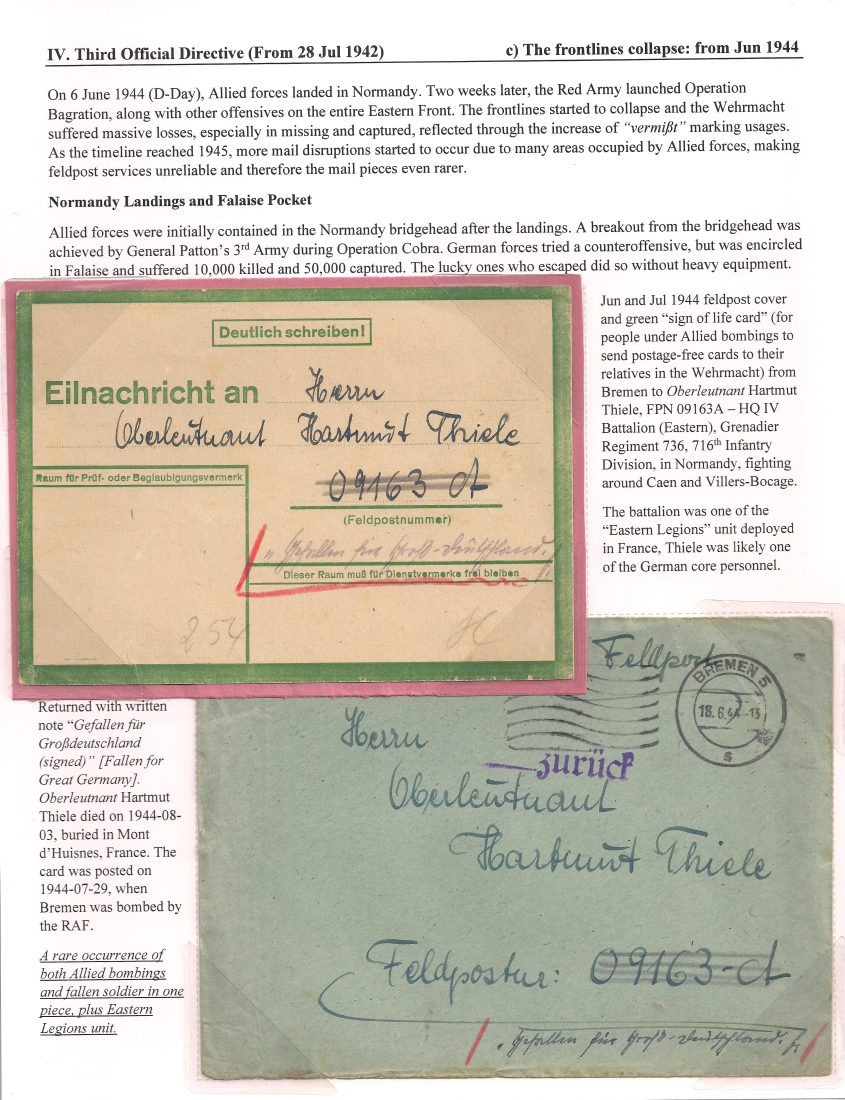 IV. Third Official Directive (From 28 Jul 1942) c) The frontlines collapse: from Jun 1944
On 6 June 1944 (D-Day), Allied forces landed in Normandy. Two weeks later, the Red Army launched Operation
Bagration, along with other offensives on the entire Eastern Front. The frontlines started to collapse and the Wehrmacht
suffered massive losses, especially in missing and captured, reflected through the increase of “vermißt” marking usages.
As the timeline reached 1945, more mail disruptions started to occur due to many areas occupied by Allied forces, making
feldpost services unreliable and therefore the mail pieces even rarer.
Normandy Landings and Falaise Pocket
Allied forces were initially contained in the Normandy bridgehead after the landings. A breakout from the bridgehead was
achieved by General Patton’s 3rd Army during Operation Cobra. German forces tried a counteroffensive, but was encircled
in Falaise and suffered 10,000 killed and 50,000 captured. The lucky ones who escaped did so without heavy equipment.
Deutlich schreiben!
Eilnachricht an Herrn
Oberleutnant Hartmut Thiele
09163 A
Raum für Prüf- oder Beglaubigungsvermerk
(Feldpostnummer)
„Gefallen für Groß-Deutschland.“
Dieser Raum muß für Dienstvermerke frei bleiben
254
Jun and Jul 1944 feldpost cover
and green “sign of life card” (for
people under Allied bombings to
send postage-free cards to their
relatives in the Wehrmacht) from
Bremen to Oberleutnant Hartmut
Thiele, FPN 09163A – HQ IV
Battalion (Eastern), Grenadier
Regiment 736, 716th Infantry
Division, in Normandy, fighting
around Caen and Villers-Bocage.
The battalion was one of the
“Eastern Legions” unit deployed
in France, Thiele was likely one
of the German core personnel.
Returned with written
note “Gefallen für
Großdeutschland
(signed)” [Fallen for
Great Germany].
Oberleutnant Hartmut
Thiele died on 1944-08-
03, buried in Mont
d’Huisnes, France. The
card was posted on
1944-07-29, when
Bremen was bombed by
the RAF.
A rare occurrence of
both Allied bombings
and fallen soldier in one
piece, plus Eastern
Legions unit.
Feldpost
BREMEN 5
18.6.44-13
s
Herrn
zurück
Oberleutnant
Hartmut Thiele
Feldpostnr: 09163-A
„Gefallen für Groß-Deutschland.“